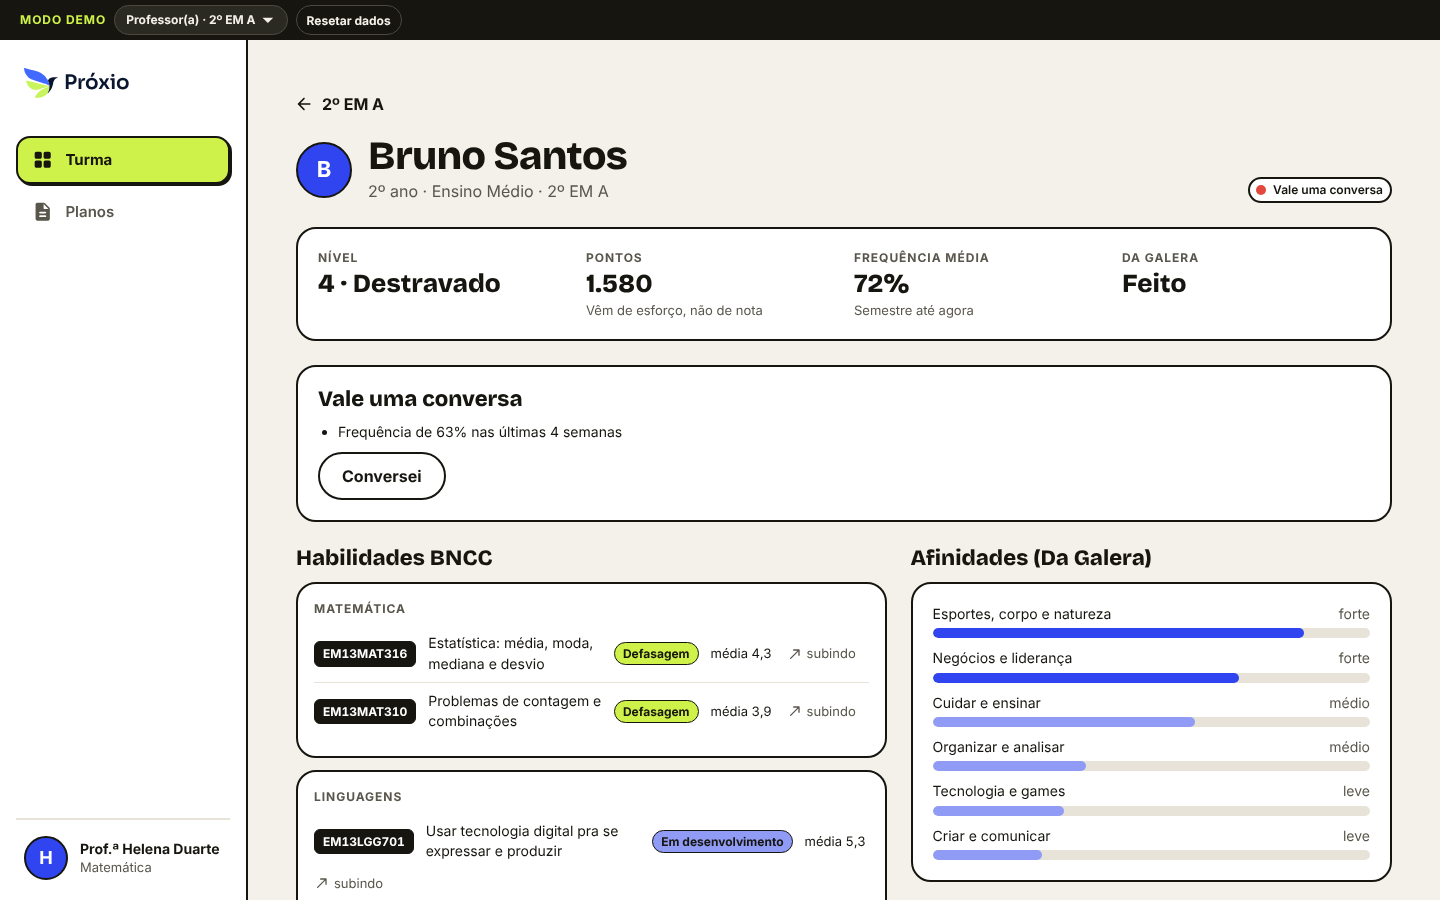 MODO DEMO
Professor(a) · 2º EM A
Resetar dados
Próxio
Turma
Planos
Prof.ª Helena Duarte
Matemática
H
2º EM A
B
Bruno Santos
2º ano · Ensino Médio · 2º EM A
Vale uma conversa
NÍVEL
4 · Destravado
PONTOS
1.580
Vêm de esforço, não de nota
FREQUÊNCIA MÉDIA
72%
Semestre até agora
DA GALERA
Feito
Vale uma conversa
• Frequência de 63% nas últimas 4 semanas
Conversei
Habilidades BNCC
MATEMÁTICA
EM13MAT316
Estatística: média, moda,
mediana e desvio
Defasagem
média 4,3
subindo
EM13MAT310
Problemas de contagem e
combinações
Defasagem
média 3,9
subindo
LINGUAGENS
EM13LGG701
Usar tecnologia digital pra se
expressar e produzir
Em desenvolvimento
média 5,3
subindo
Afinidades (Da Galera)
Esportes, corpo e natureza
forte
Negócios e liderança
forte
Cuidar e ensinar
médio
Organizar e analisar
médio
Tecnologia e games
leve
Criar e comunicar
leve